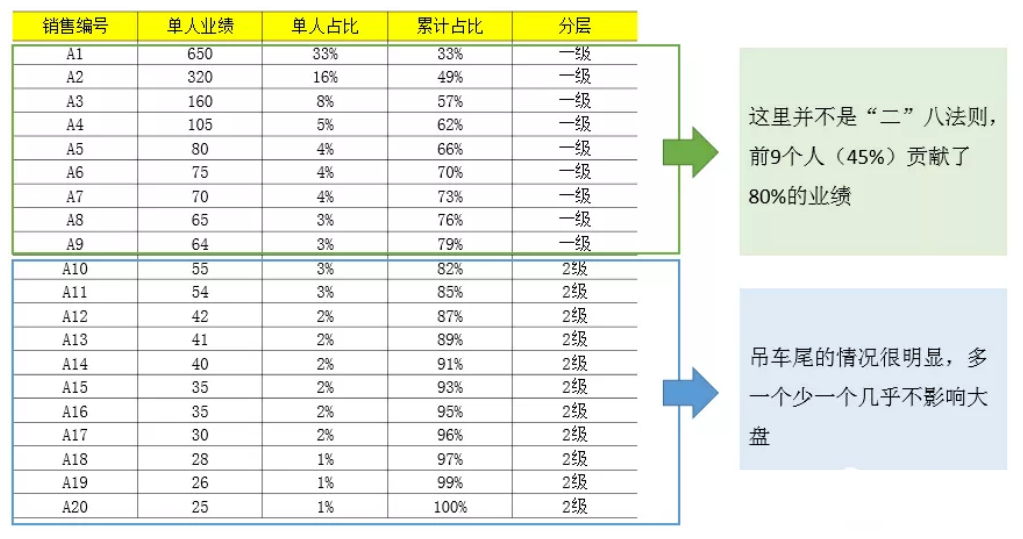 销售编号 单人业绩 单人占比 累计占比 分层
A1 650 33% 33% 一级
A2 320 16% 49% 一级
A3 160 8% 57% 一级
A4 105 5% 62% 一级
A5 80 4% 66% 一级
A6 75 4% 70% 一级
A7 70 4% 73% 一级
A8 65 3% 76% 一级
A9 64 3% 79% 一级
A10 55 3% 82% 2级
A11 54 3% 85% 2级
A12 42 2% 87% 2级
A13 41 2% 89% 2级
A14 40 2% 91% 2级
A15 35 2% 93% 2级
A16 35 2% 95% 2级
A17 30 2% 96% 2级
A18 28 1% 97% 2级
A19 26 1% 99% 2级
A20 25 1% 100% 2级
这里并不是“二”八法则，
前9个人（45%）贡献了
80%的业绩
吊车尾的情况很明显，多
一个少一个几乎不影响大
盘